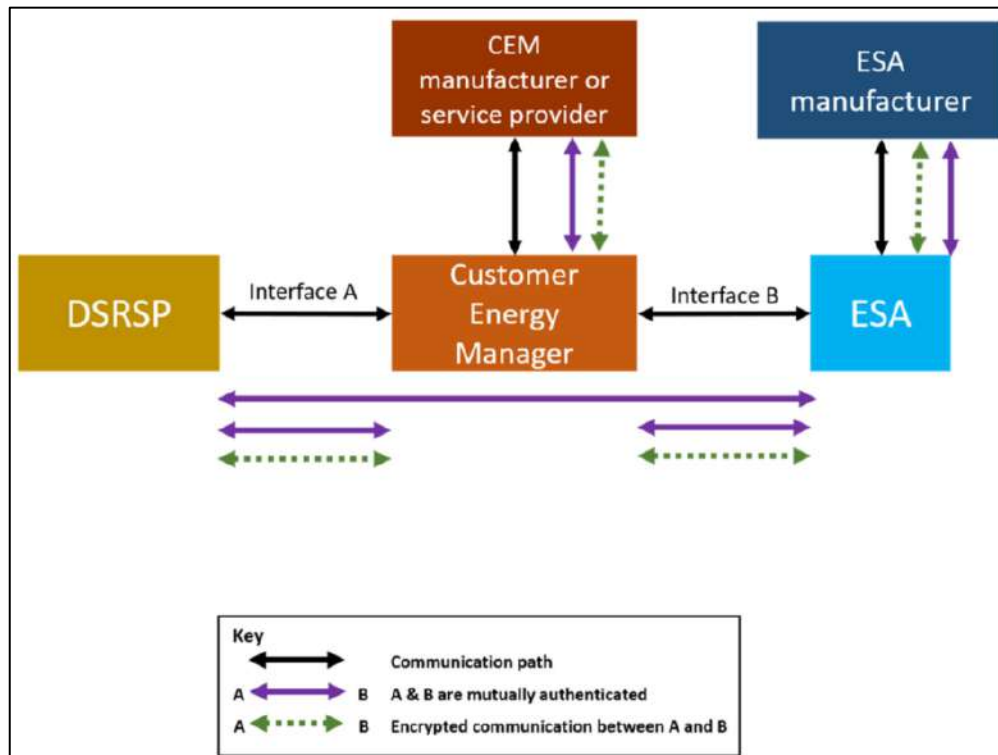 CEM
manufacturer or
service provider
ESA
manufacturer
DSRSP
Interface A
Customer
Energy
Manager
Interface B
ESA
Key
Communication path
A B A & B are mutually authenticated
A B Encrypted communication between A and B